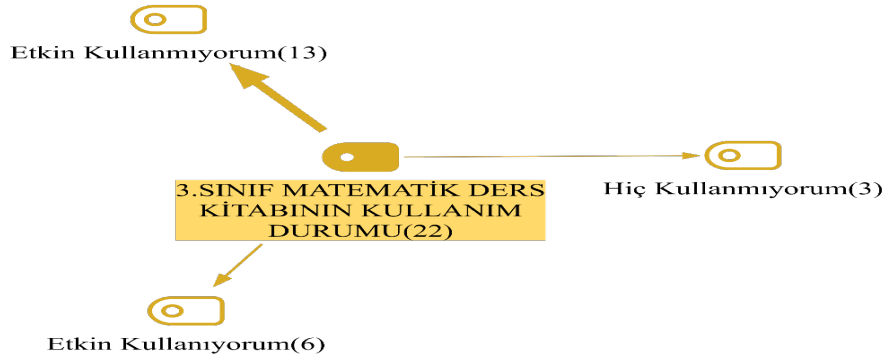 Etkin Kullanmıyorum(13)
3.SINIF MATEMATİK DERS
KİTABININ KULLANIM
DURUMU(22)
Hiç Kullanmıyorum(3)
Etkin Kullanıyorum(6)